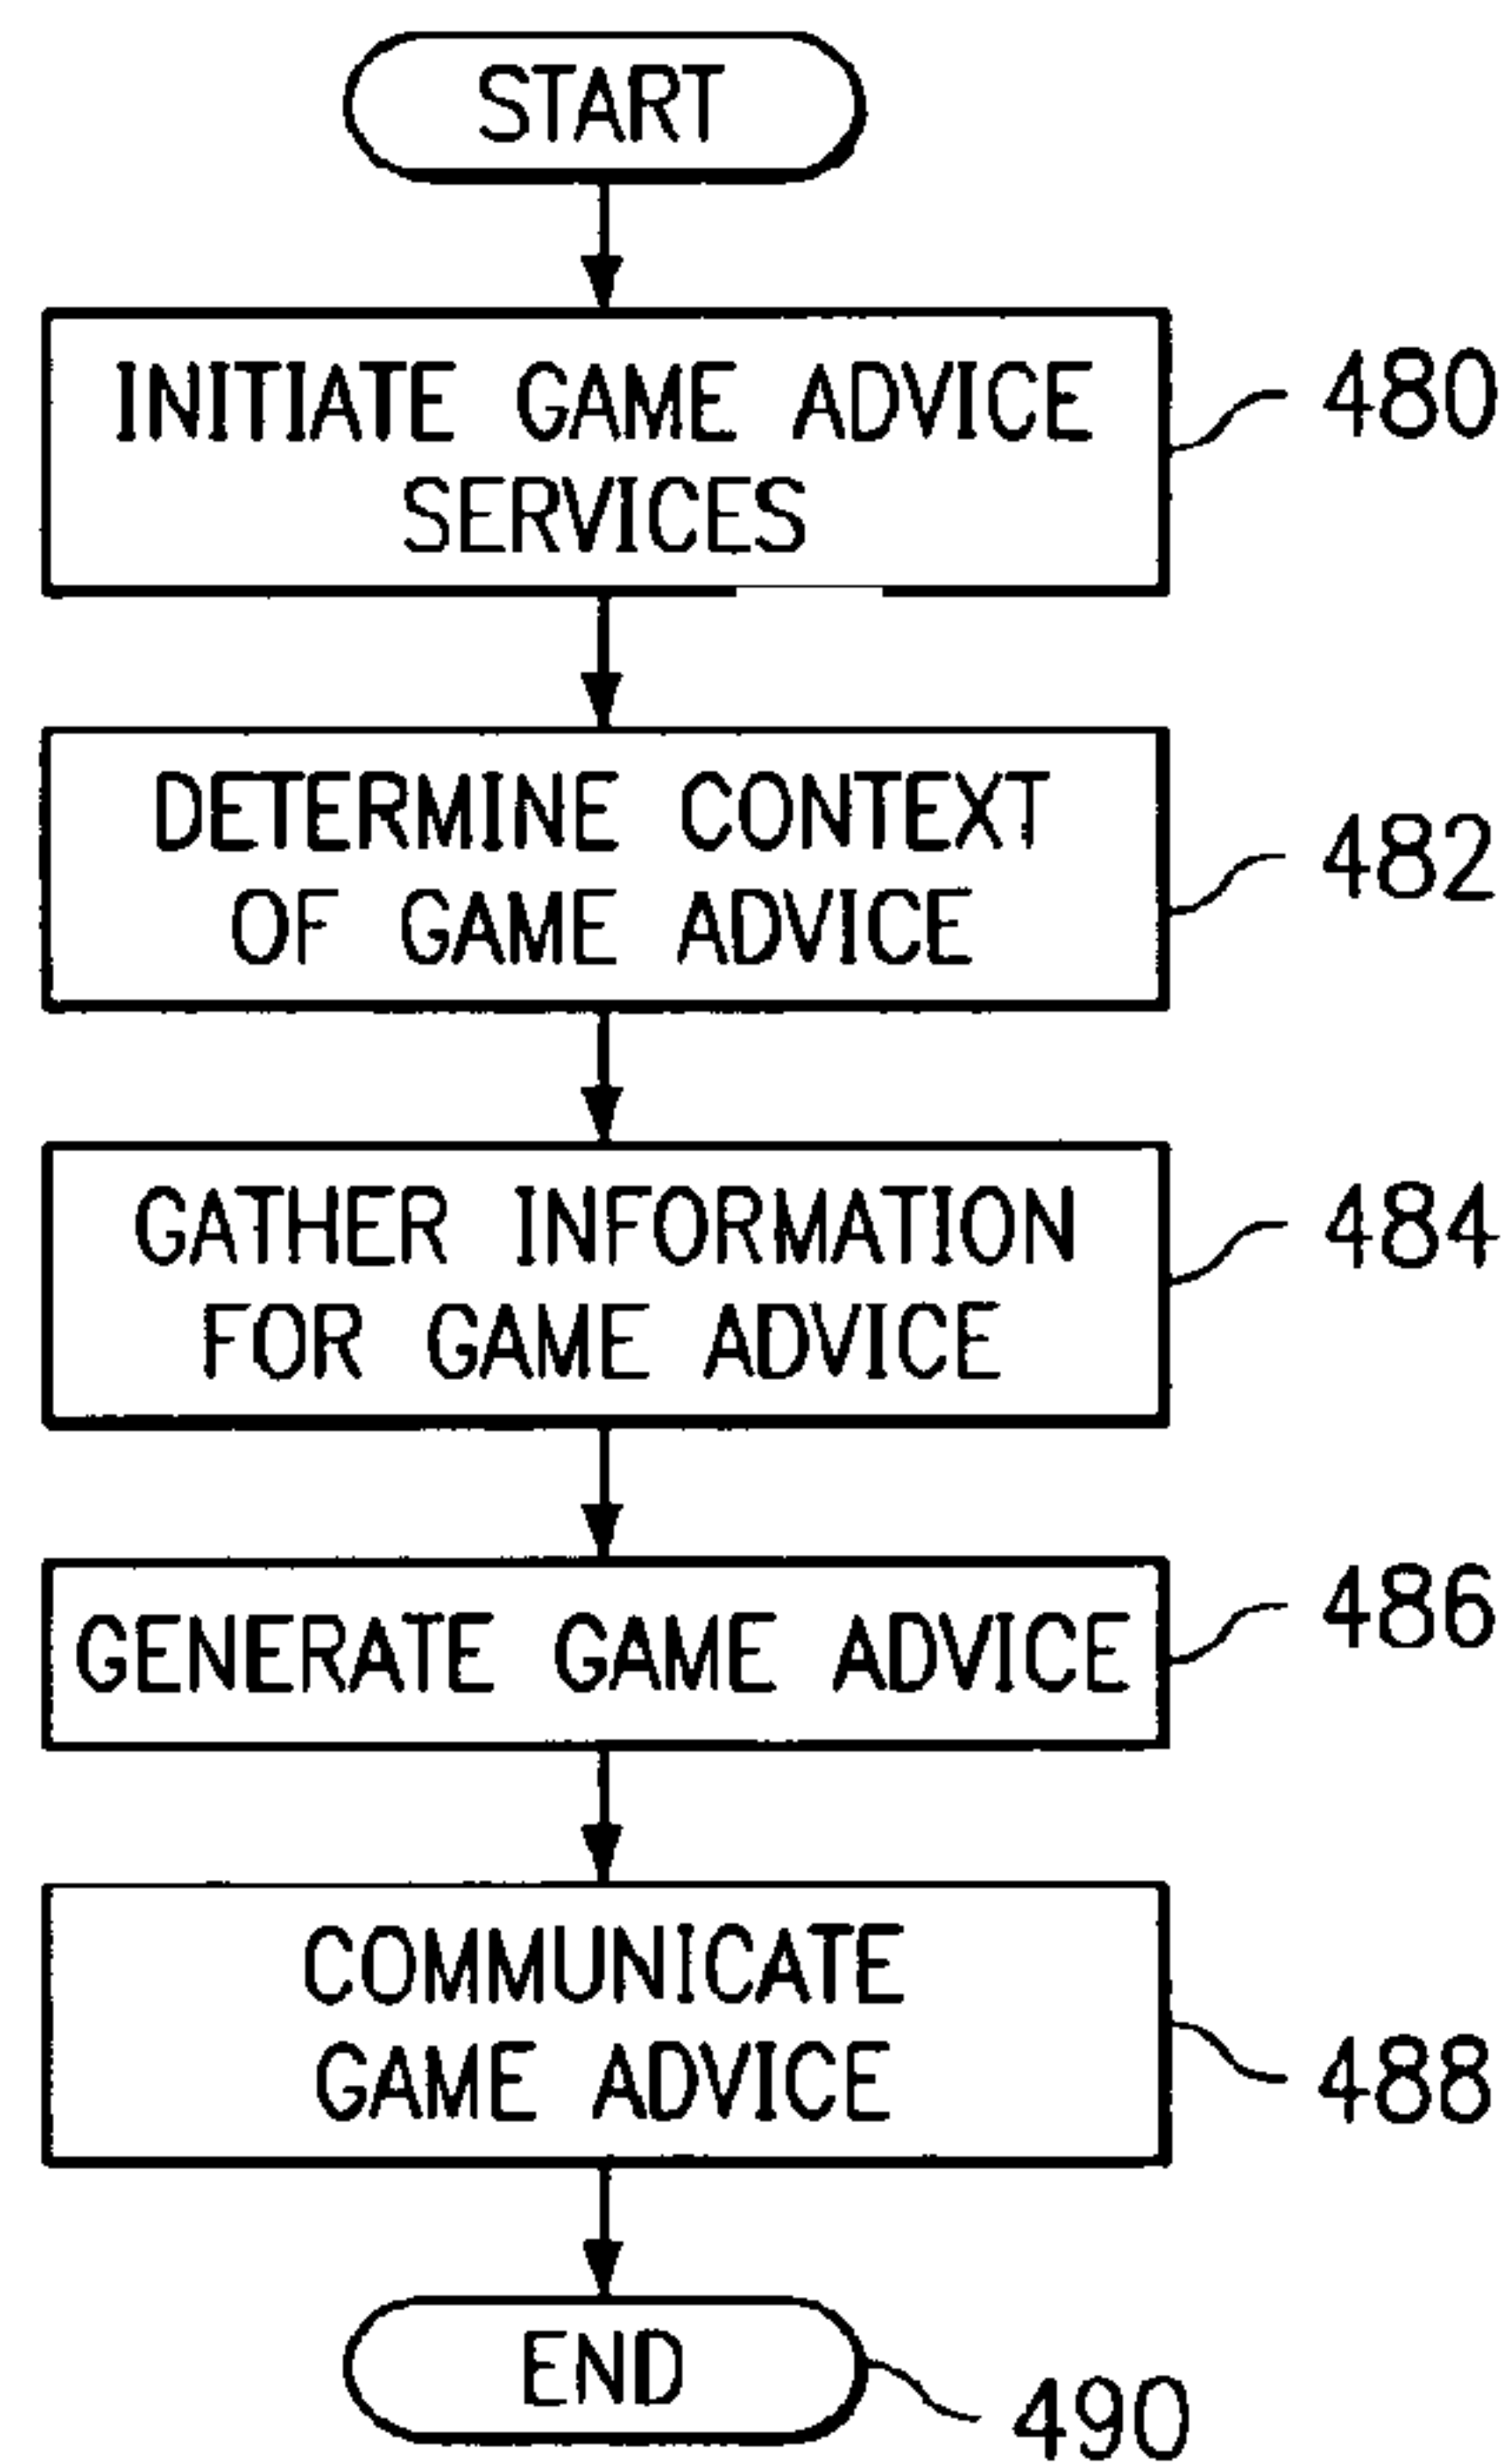 START
INITIATE GAME ADVICE
SERVICES
480
DETERMINE CONTEXT
OF GAME ADVICE
482
GATHER INFORMATION
FOR GAME ADVICE
484
GENERATE GAME ADVICE
486
COMMUNICATE
GAME ADVICE
488
END
490